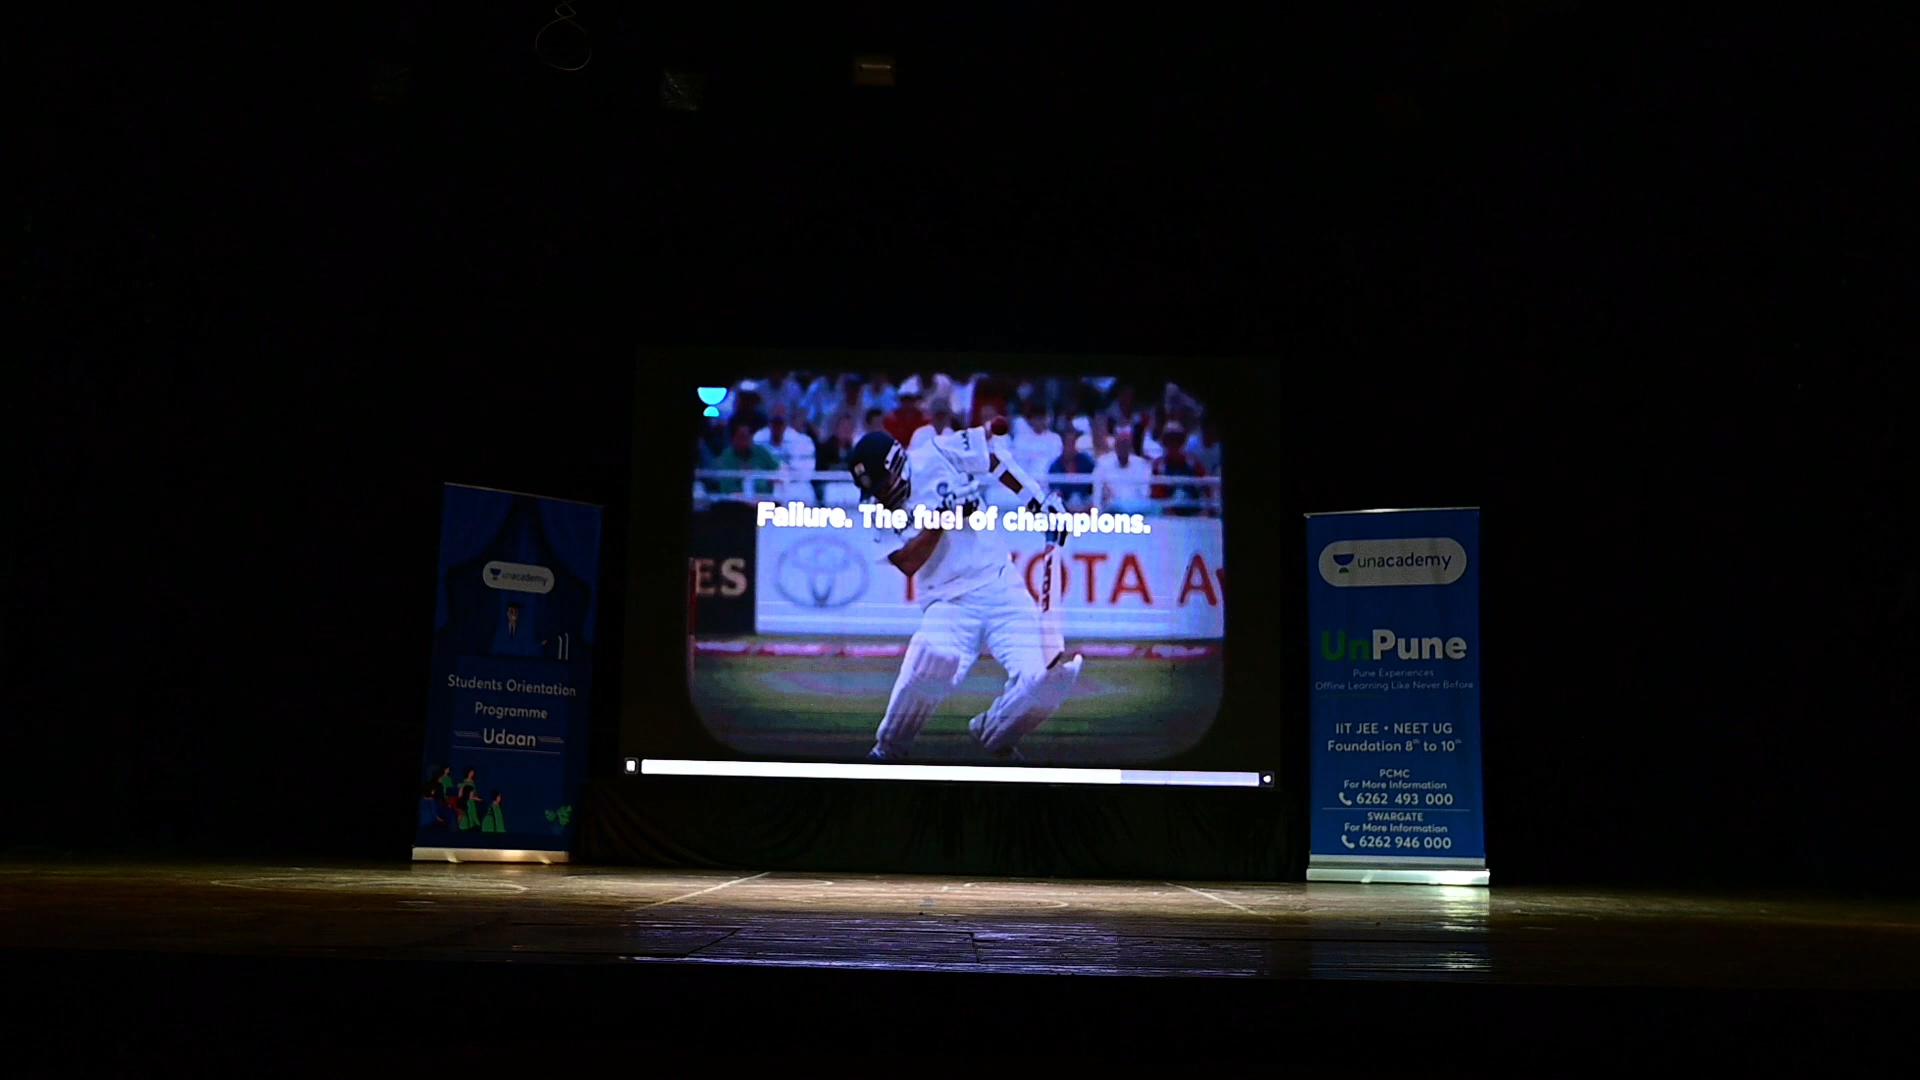 unacademy
Students Orientation
Programme
Udaan
Failure. The fuel of champions.
ES
TOYOTA A
unacademy
UnPune
Pune Experiences
Offline Learning Like Never Before
IIT JEE • NEET UG
Foundation 8th to 10th
PCMC
For More Information
6262 493 000
SWARGATE
For More Information
6262 946 000